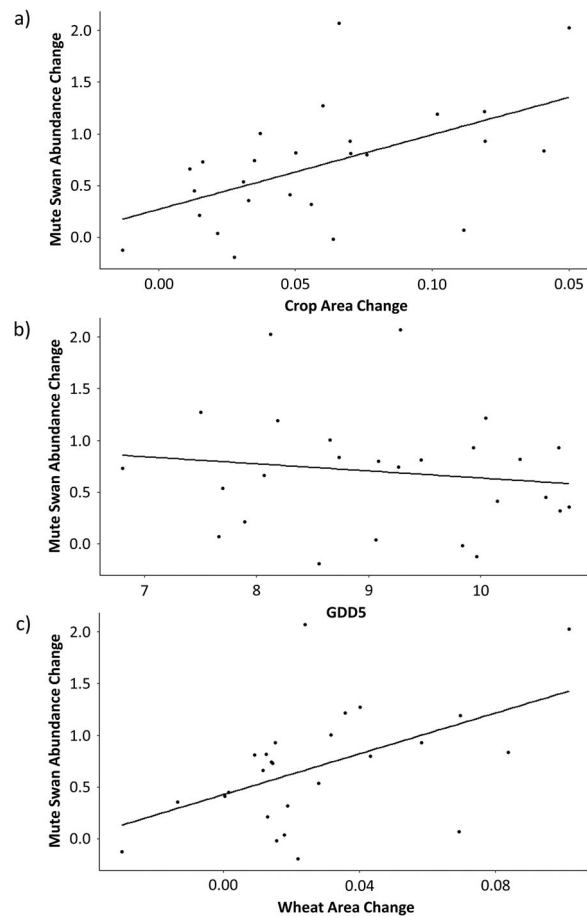 a)
Mute Swan Abundance Change
2.0
1.5
1.0
0.5
0.0
0.00 0.05 0.10 0.05
Crop Area Change
b)
Mute Swan Abundance Change
2.0
1.5
1.0
0.5
0.0
7 8 9 10
GDD5
c)
Mute Swan Abundance Change
2.0
1.5
1.0
0.5
0.0
0.00 0.04 0.08
Wheat Area Change